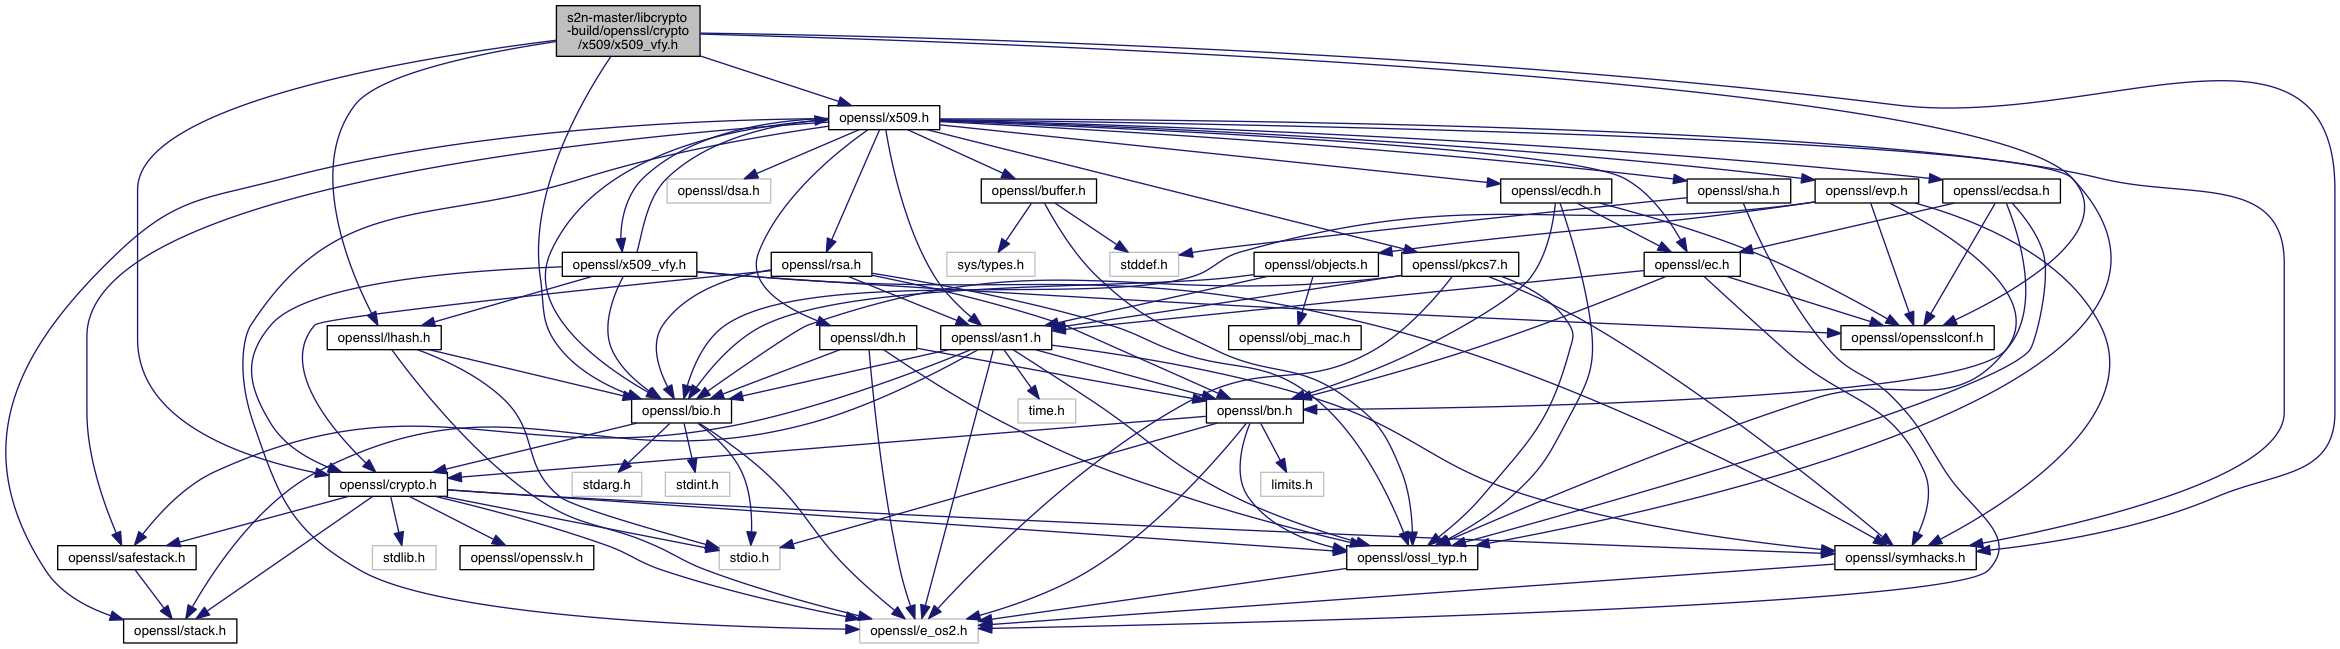 s2n-master/libcrypto
-build/openssl/crypto
/x509/x509_vfy.h
openssl/x509.h
openssl/dsa.h
openssl/buffer.h
openssl/ecdh.h
openssl/sha.h
openssl/evp.h
openssl/ecdsa.h
openssl/x509_vfy.h
openssl/rsa.h
sys/types.h
stddef.h
openssl/objects.h
openssl/pkcs7.h
openssl/ec.h
openssl/lhash.h
openssl/dh.h
openssl/asn1.h
openssl/obj_mac.h
openssl/opensslconf.h
openssl/bio.h
time.h
openssl/bn.h
openssl/crypto.h
stdarg.h
stdint.h
limits.h
openssl/safestack.h
stdlib.h
openssl/opensslv.h
stdio.h
openssl/ossl_typ.h
openssl/symhacks.h
openssl/stack.h
openssl/e_os2.h